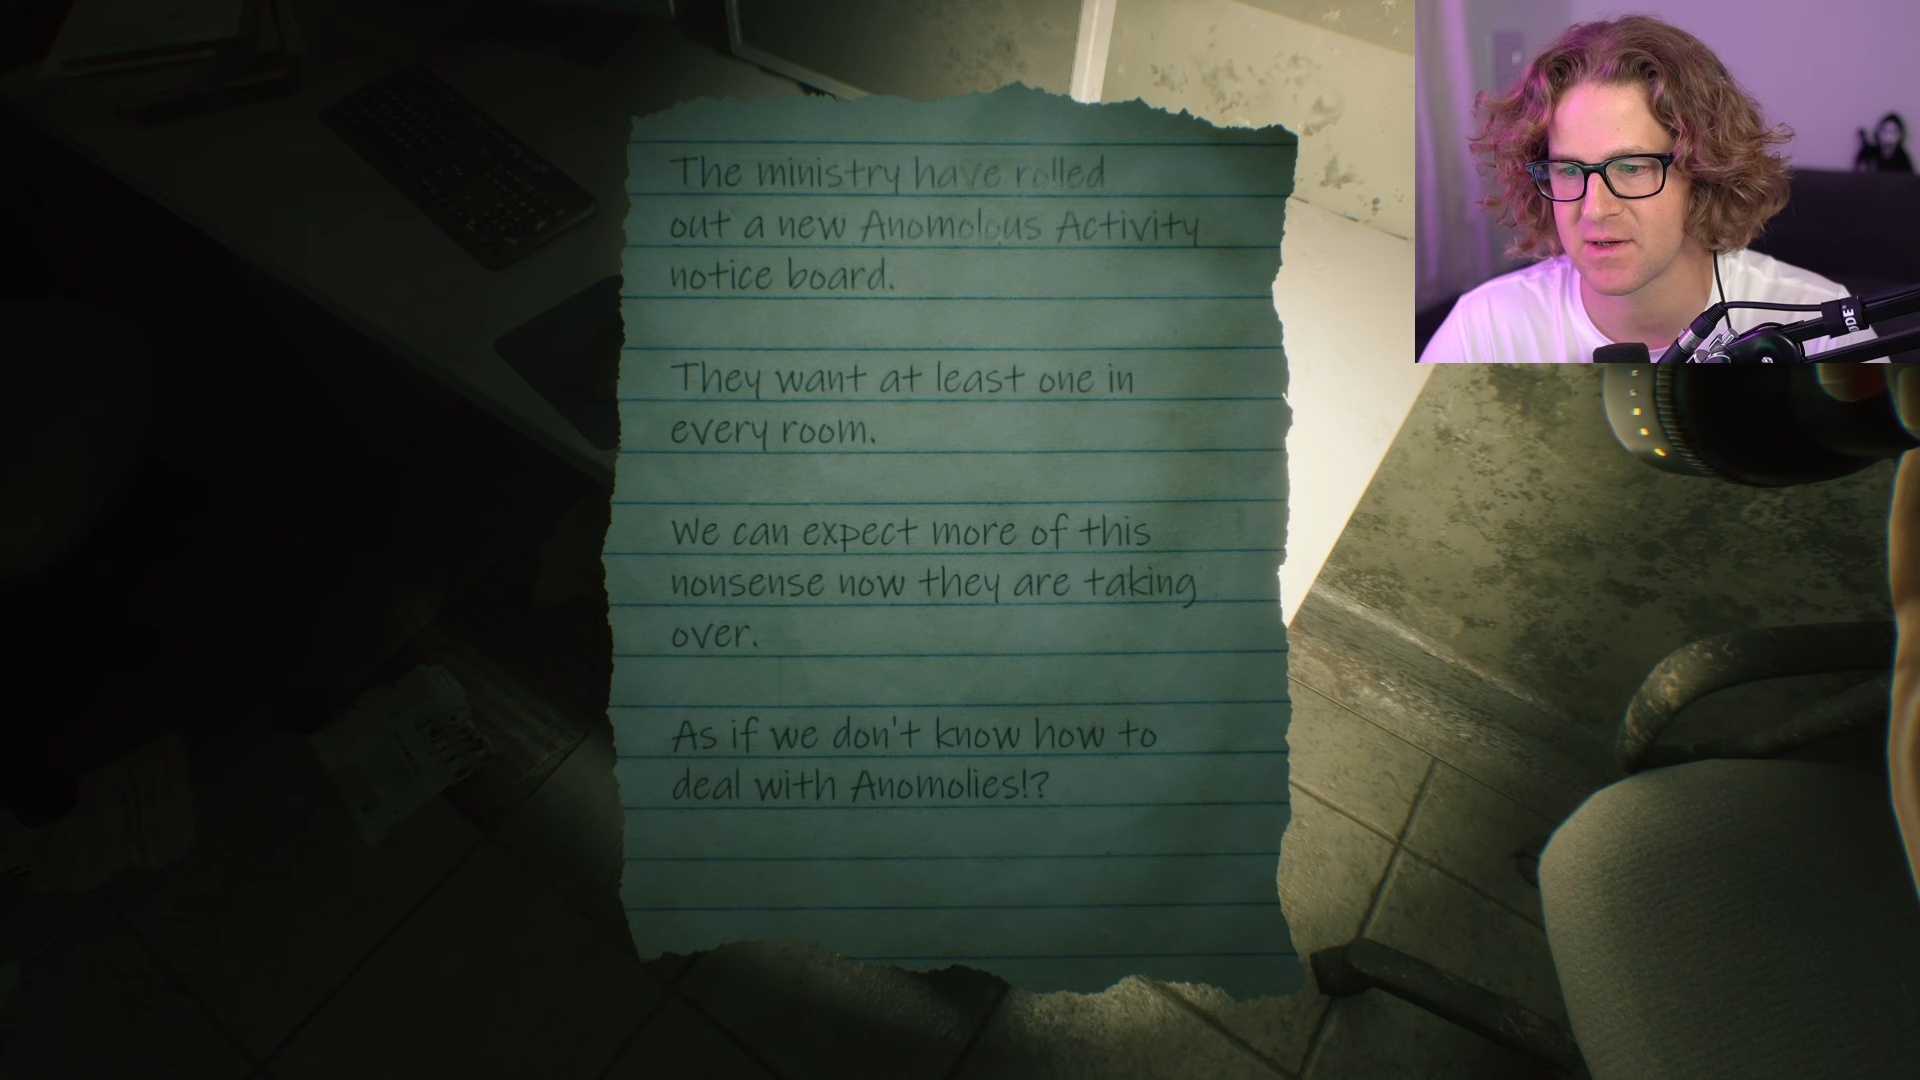 The ministry have rolled
out a new Anomolous Activity
notice board.
They want at least one in
every room.
We can expect more of this
nonsense now they are taking
over.
As if we don't know how to
deal with Anomolies!?